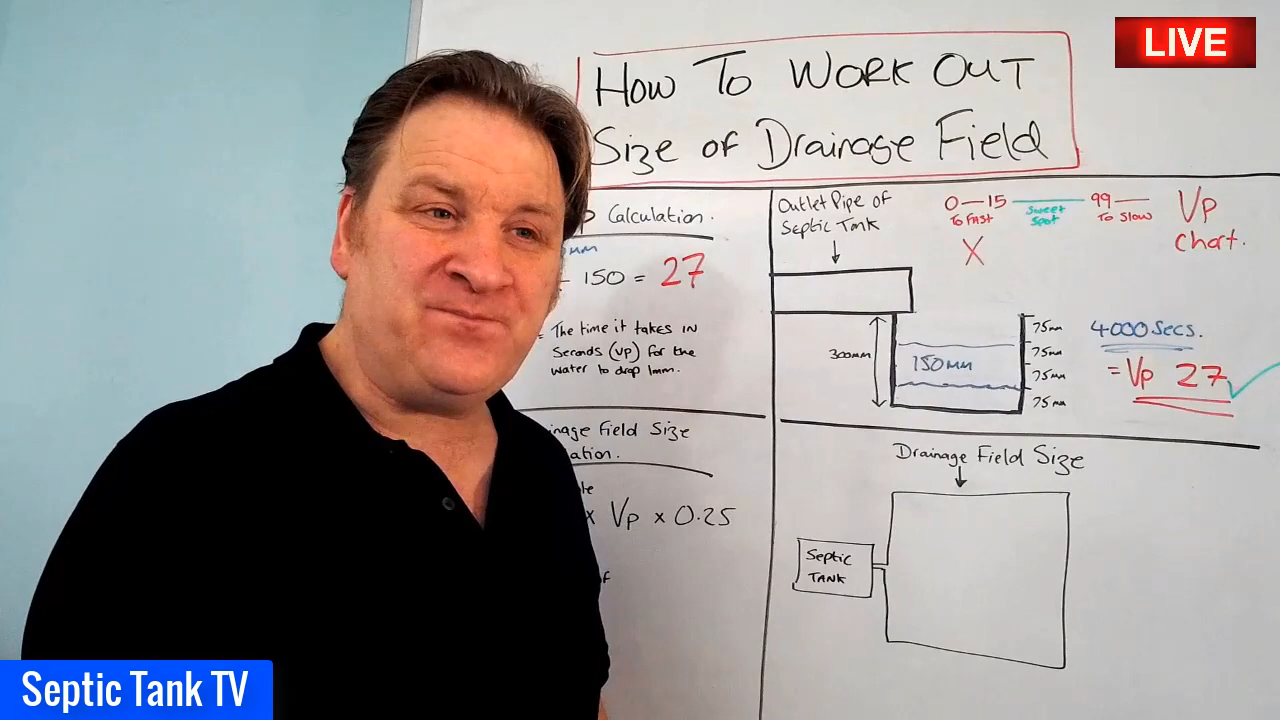 LIVE
How To WORK OUT
Size of Drainage Field
Calculation.
- 150 = 27
= The time it takes in
Seconds (Vp) for the
water to drop 1mm.
Field Size
x Vp x 0.25
Outlet Pipe of
Septic Tank
0—15
To FAST
X
Sweet
Spot
99—
To Slow
Vp
chart.
300mm
150mm
75mm
75mm
75mm
75mm
4000 Secs.
= Vp 27
Drainage Field Size
Septic
TANK
Septic Tank TV